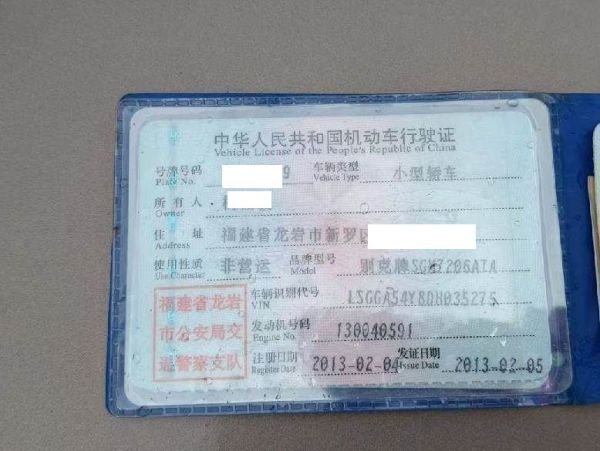 中华人民共和国机动车行驶证
Vehicle License of the People's Republic of China
号牌号码 9 车辆类型 小型轿车
Plate No. Vehicle Type
所有人
Owner
住 址 福建省龙岩市新罗区
Address
使用性质 非营运 品牌型号 别克牌SGM7206ATA
Use Character Model
福建省龙岩 车辆识别代号 LSGGA54Y8DH035275
市公安局交 VIN
通警察支队 发动机号码 130040591
Engine No.
注册日期 2013-02-04 发证日期 2013-02-05
Register Date Issue Date